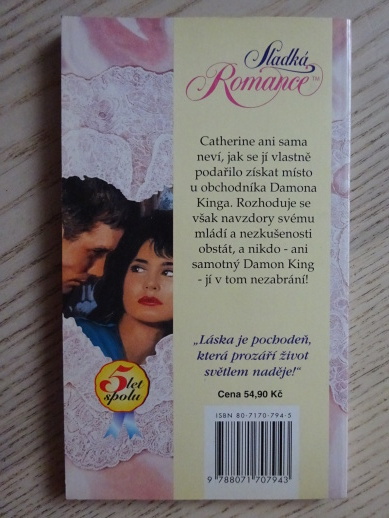 Sladká
Romance™
Catherine ani sama
neví, jak se jí vlastně
podařilo získat místo
u obchodníka Damona
Kinga. Rozhoduje se
však navzdory svému
mládí a nezkušenosti
obstát, a nikdo - ani
samotný Damon King
- jí v tom nezabrání!
„Láska je pochodeň,
která prozáří život
světlem naděje!“
Cena 54,90 Kč
5 let
spolu
ISBN 80-7170-794-5
9 788071 707943